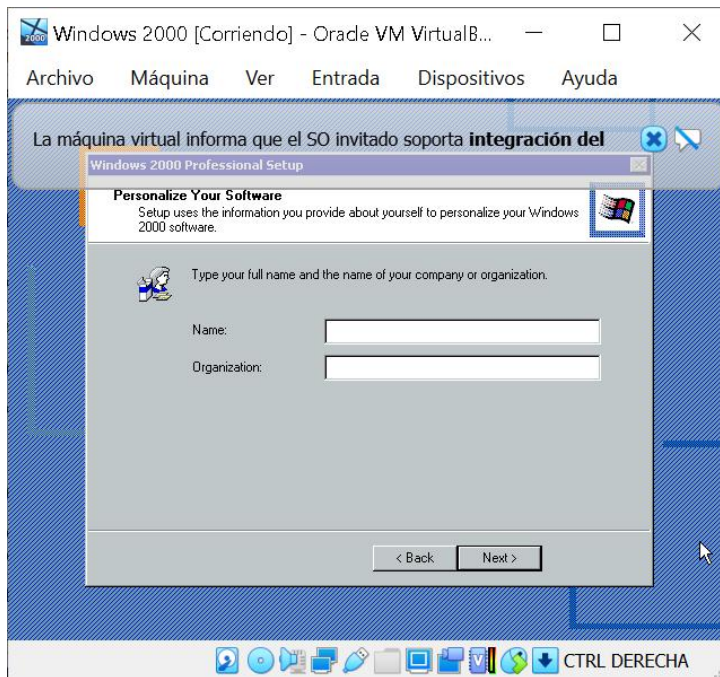 Windows 2000 [Corriendo] - Oracle VM VirtualB...
Archivo Máquina Ver Entrada Dispositivos Ayuda
La máquina virtual informa que el SO invitado soporta integración del
Windows 2000 Professional Setup
Personalize Your Software
Setup uses the information you provide about yourself to personalize your Windows
2000 software.
Type your full name and the name of your company or organization.
Name:
Organization:
< Back Next >
CTRL DERECHA